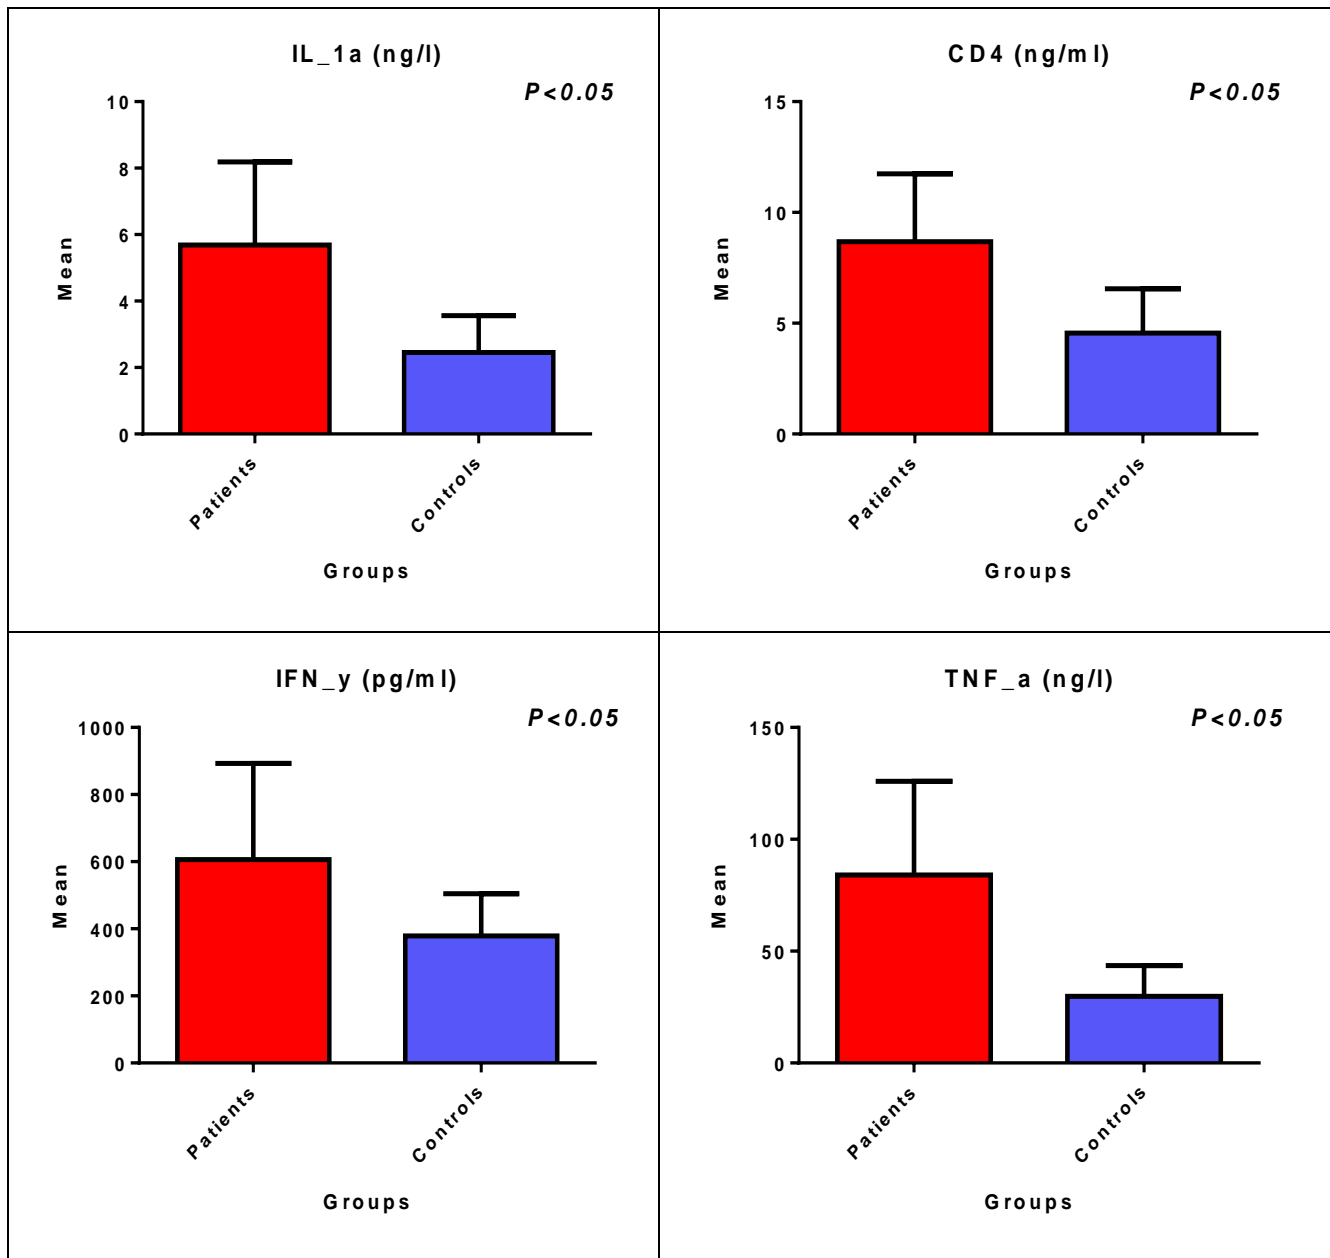 IL_1a (ng/l)
P<0.05
10
8
6
4
2
0
Mean
Patients
Controls
Groups
CD4 (ng/ml)
P<0.05
15
10
5
0
Mean
Patients
Controls
Groups
IFN_y (pg/ml)
P<0.05
1000
800
600
400
200
0
Mean
Patients
Controls
Groups
TNF_a (ng/l)
P<0.05
150
100
50
0
Mean
Patients
Controls
Groups